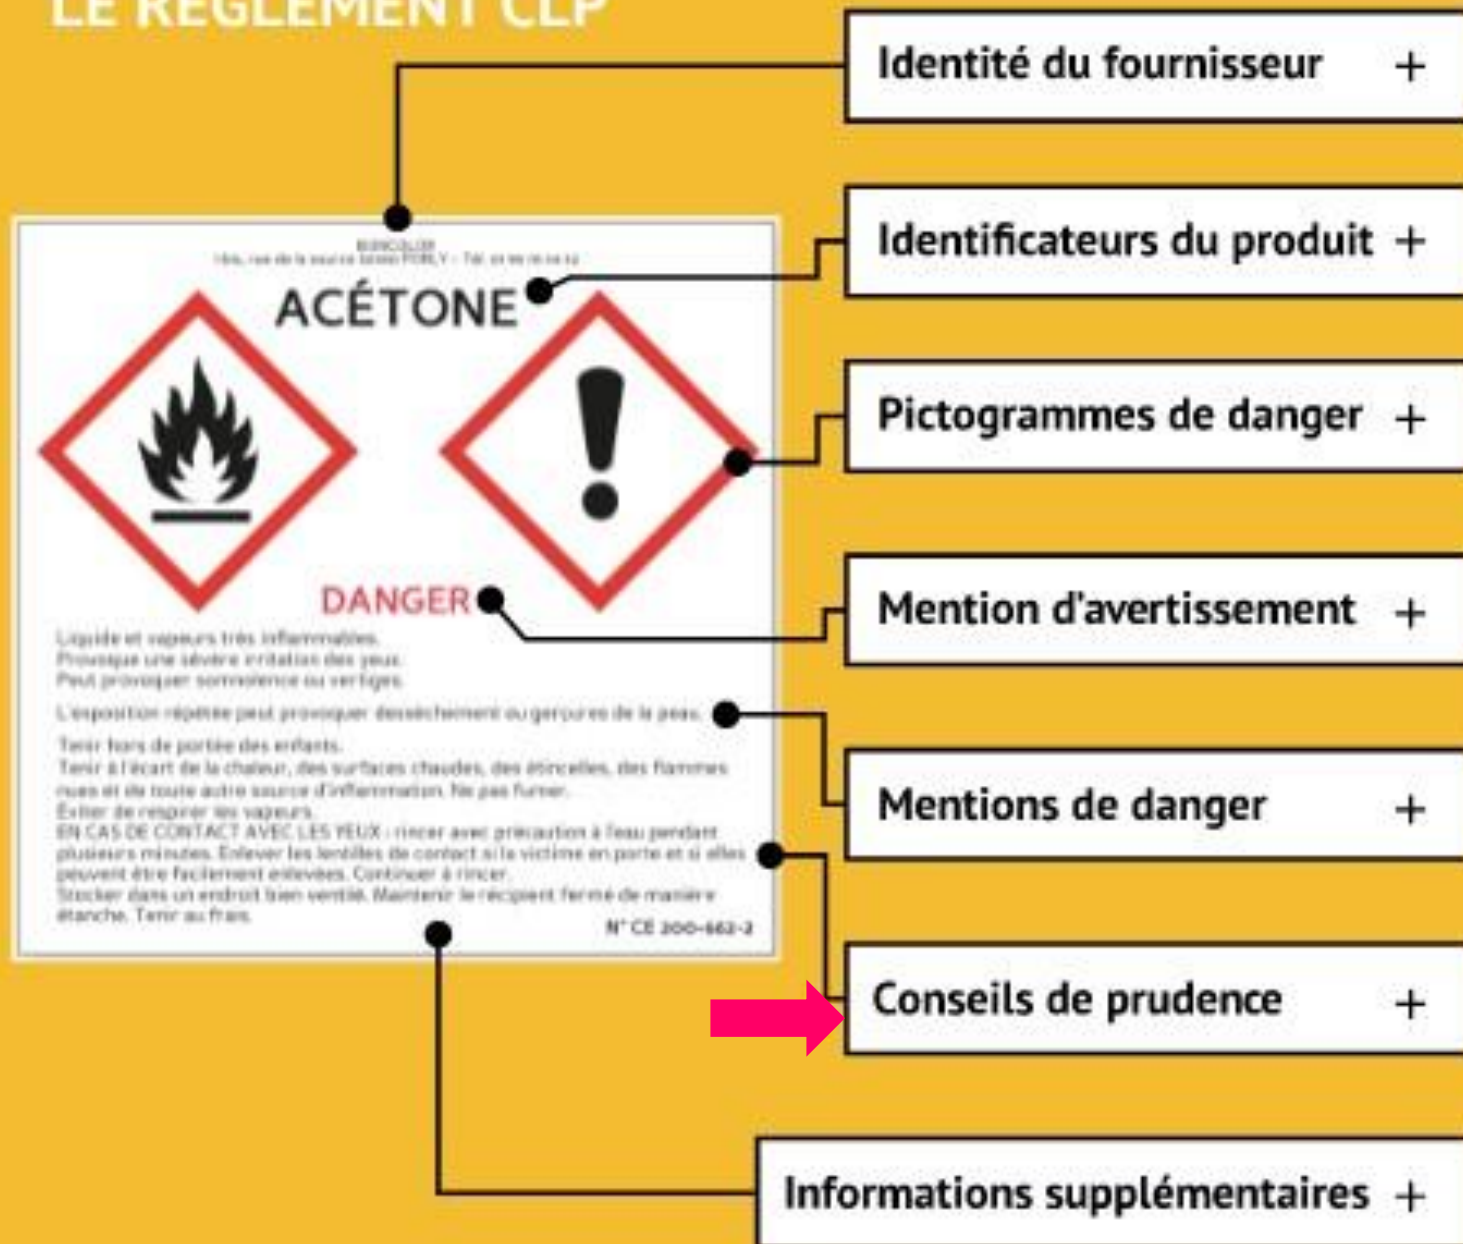 LE RÈGLEMENT CLP
Identité du fournisseur +
Identificateurs du produit +
Pictogrammes de danger +
Mention d'avertissement +
Mentions de danger +
Conseils de prudence +
Informations supplémentaires +
BONCOLOR
rue de la source PORLY - Tél.
ACÉTONE
DANGER
Liquide et vapeurs très inflammables.
Provoque une sévère irritation des yeux.
Peut provoquer somnolence ou vertiges.
L'exposition répétée peut provoquer dessèchement ou gerçures de la peau.
Tenir hors de portée des enfants.
Tenir à l'écart de la chaleur, des surfaces chaudes, des étincelles, des flammes
nues et de toute autre source d'inflammation. Ne pas fumer.
Éviter de respirer les vapeurs.
EN CAS DE CONTACT AVEC LES YEUX : rincer avec précaution à l'eau pendant
plusieurs minutes. Enlever les lentilles de contact si la victime en porte et si elles
peuvent être facilement enlevées. Continuer à rincer.
Stocker dans un endroit bien ventilé. Maintenir le récipient fermé de manière
étanche. Tenir au frais.
N° CE 200-662-2